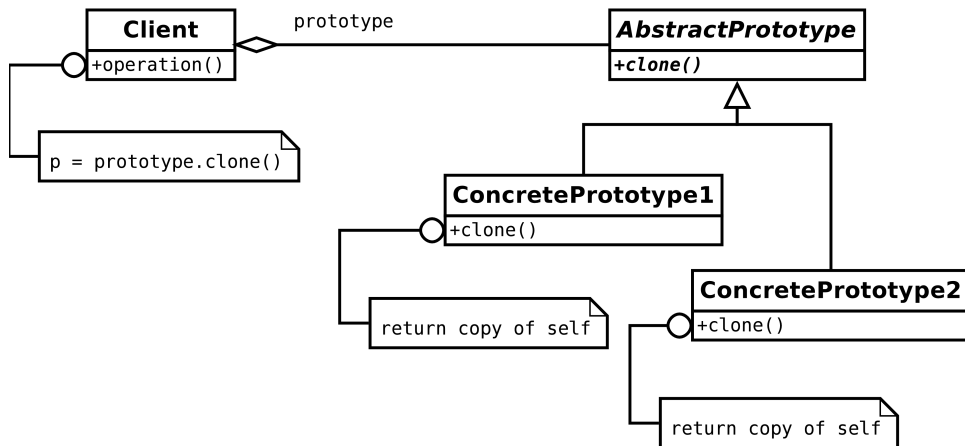 Client
+operation()
prototype
AbstractPrototype
+clone()
p = prototype.clone()
ConcretePrototype1
+clone()
return copy of self
ConcretePrototype2
+clone()
return copy of self